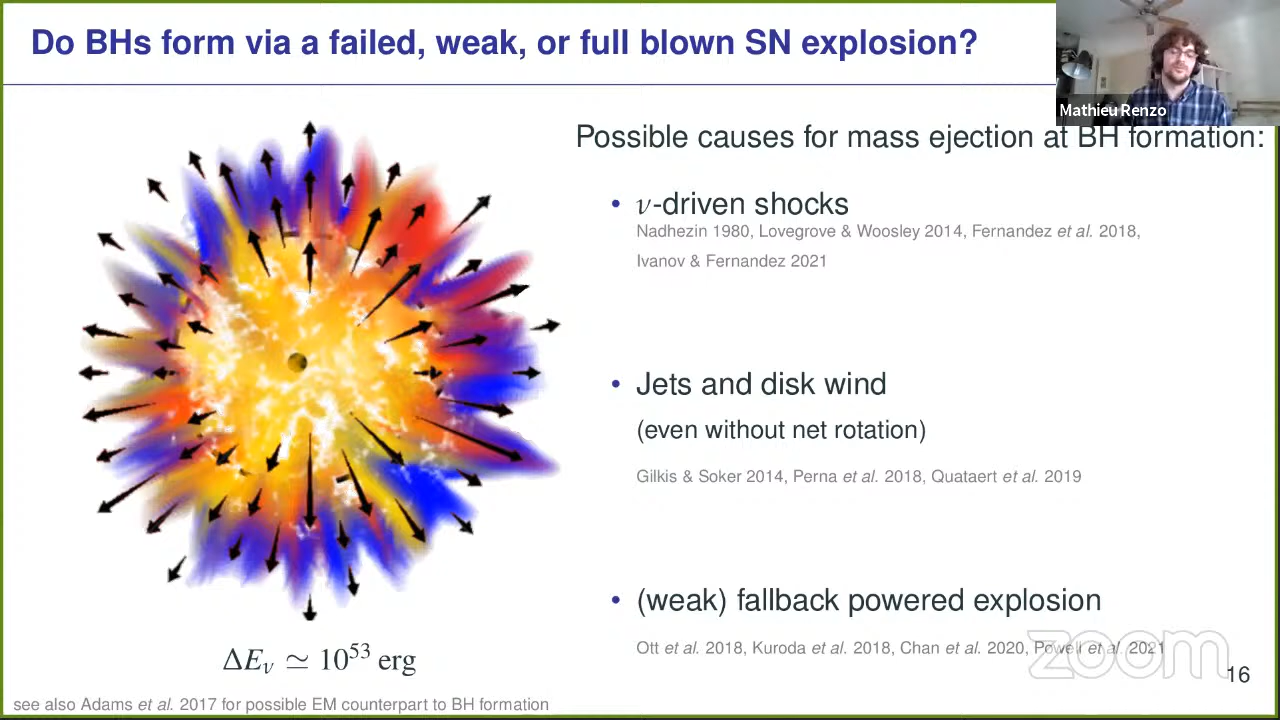 Do BHs form via a failed, weak, or full blown SN explosion?
Mathieu Renzo
Possible causes for mass ejection at BH formation:
• ν-driven shocks
Nadhezin 1980, Lovegrove & Woosley 2014, Fernandez et al. 2018,
Ivanov & Fernandez 2021
• Jets and disk wind
(even without net rotation)
Gilkis & Soker 2014, Perna et al. 2018, Quataert et al. 2019
• (weak) fallback powered explosion
Ott et al. 2018, Kuroda et al. 2018, Chan et al. 2020, Powell et al. 2021
zoom
ΔE_ν ≃ 10^53 erg
16
see also Adams et al. 2017 for possible EM counterpart to BH formation